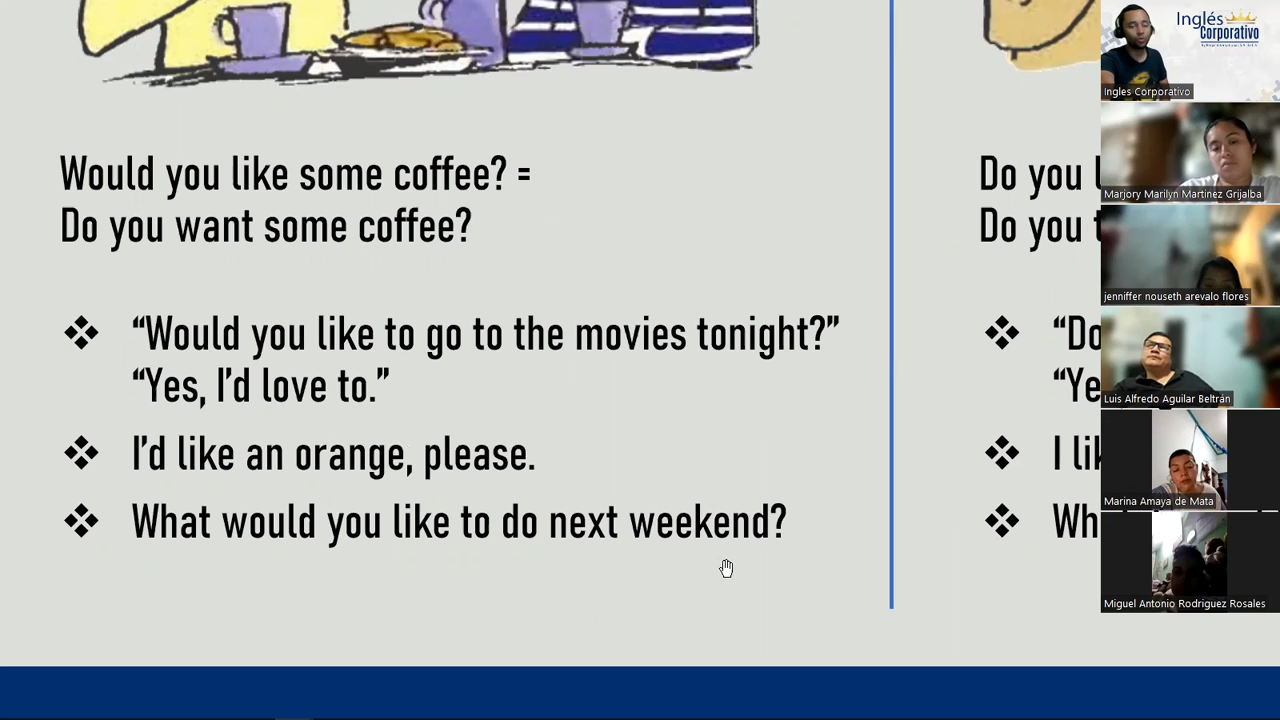 Would you like some coffee? =
Do you want some coffee?
❖ “Would you like to go to the movies tonight?”
“Yes, I’d love to.”
❖ I’d like an orange, please.
❖ What would you like to do next weekend?
Do you
Do you
❖ “Do
“Ye
❖ I lik
❖ Wh
Inglés
Corporativo
Ingles Corporativo
Marjory Marilyn Martinez Grijalba
jenniffer nouseth arevalo flores
Luis Alfredo Aguilar Beltrán
Marina Amaya de Mata
Miguel Antonio Rodriguez Rosales